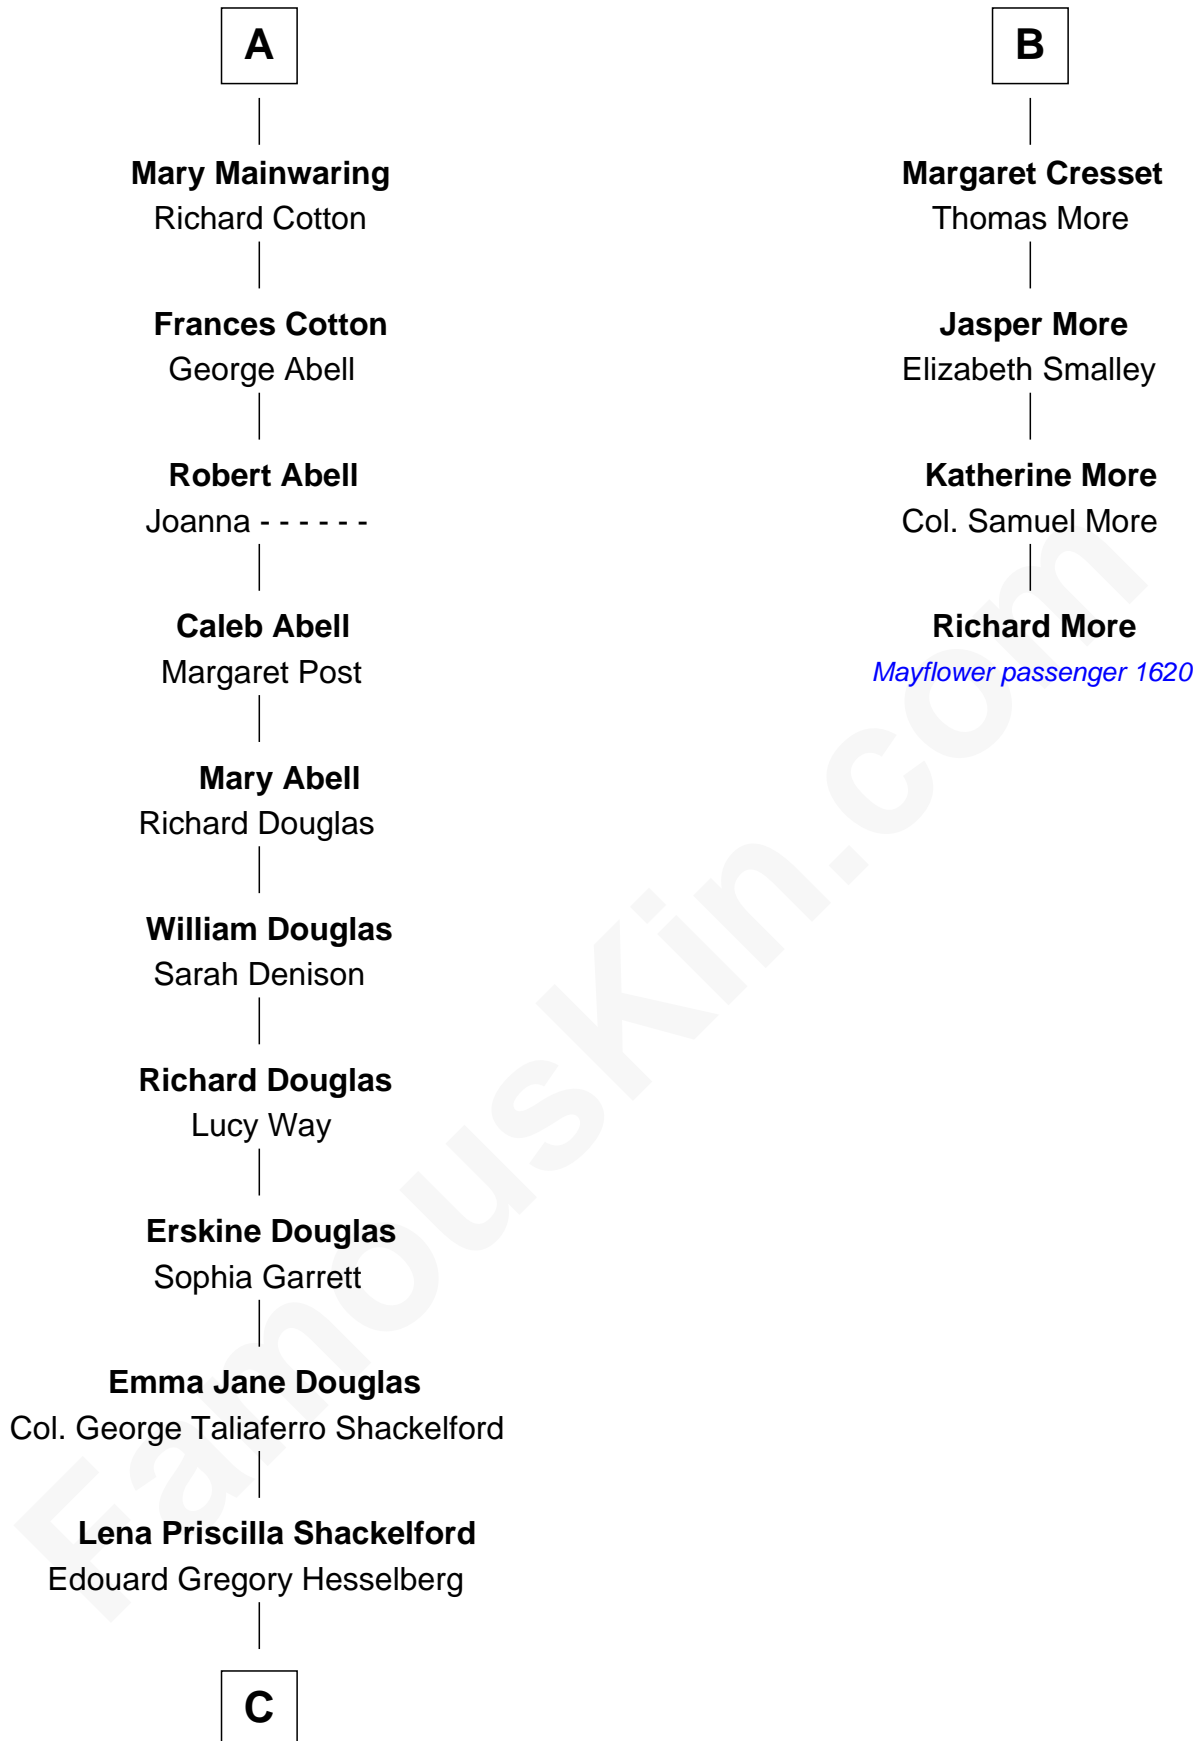 A
Mary Mainwaring
Richard Cotton
Frances Cotton
George Abell
Robert Abell
Joanna - - - - - -
Caleb Abell
Margaret Post
Mary Abell
Richard Douglas
William Douglas
Sarah Denison
Richard Douglas
Lucy Way
Erskine Douglas
Sophia Garrett
Emma Jane Douglas
Col. George Taliaferro Shackelford
Lena Priscilla Shackelford
Edouard Gregory Hesselberg
C
B
Margaret Cresset
Thomas More
Jasper More
Elizabeth Smalley
Katherine More
Col. Samuel More
Richard More
Mayflower passenger 1620
FamousKin.com